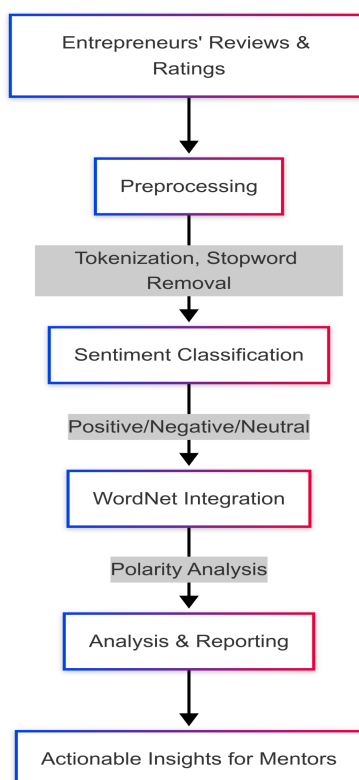 Entrepreneurs' Reviews &
Ratings
Preprocessing
Tokenization, Stopword
Removal
Sentiment Classification
Positive/Negative/Neutral
WordNet Integration
Polarity Analysis
Analysis & Reporting
Actionable Insights for Mentors